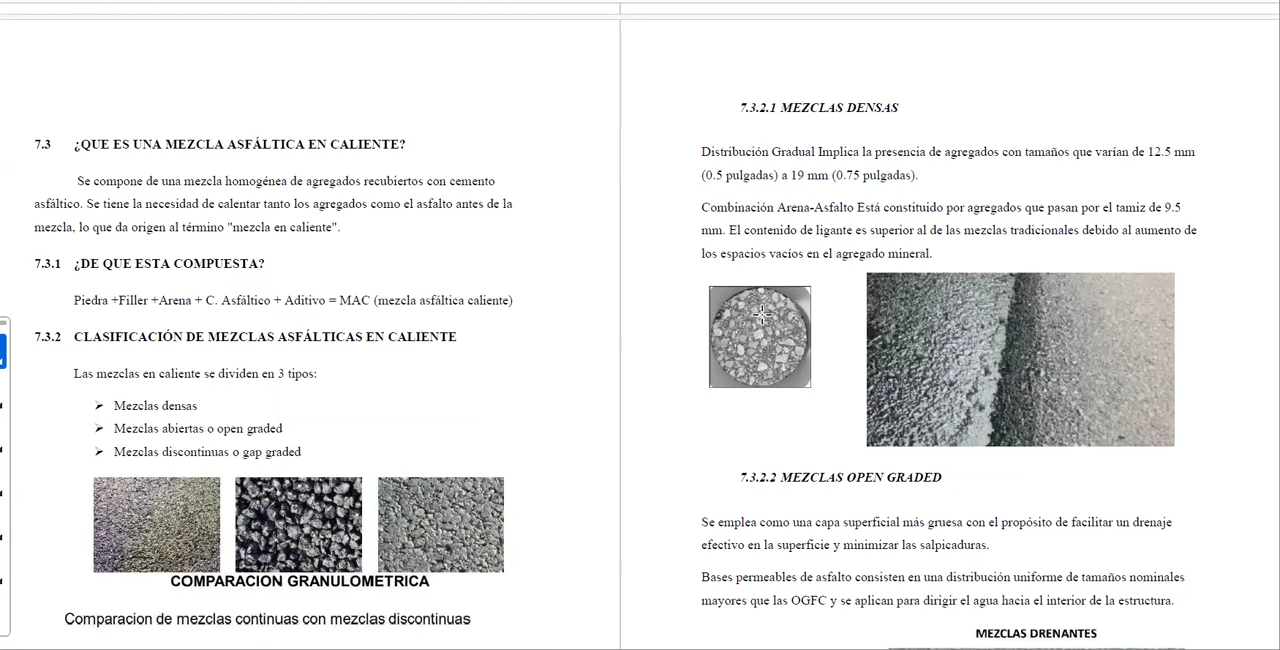 7.3 ¿QUE ES UNA MEZCLA ASFÁLTICA EN CALIENTE?
Se compone de una mezcla homogénea de agregados recubiertos con cemento
asfáltico. Se tiene la necesidad de calentar tanto los agregados como el asfalto antes de la
mezcla, lo que da origen al término "mezcla en caliente".
7.3.1 ¿DE QUE ESTA COMPUESTA?
Piedra +Filler +Arena + C. Asfáltico + Aditivo = MAC (mezcla asfáltica caliente)
7.3.2 CLASIFICACIÓN DE MEZCLAS ASFÁLTICAS EN CALIENTE
Las mezclas en caliente se dividen en 3 tipos:
➢ Mezclas densas
➢ Mezclas abiertas o open graded
➢ Mezclas discontinuas o gap graded
COMPARACION GRANULOMETRICA
Comparacion de mezclas continuas con mezclas discontinuas
7.3.2.1 MEZCLAS DENSAS
Distribución Gradual Implica la presencia de agregados con tamaños que varían de 12.5 mm
(0.5 pulgadas) a 19 mm (0.75 pulgadas).
Combinación Arena-Asfalto Está constituido por agregados que pasan por el tamiz de 9.5
mm. El contenido de ligante es superior al de las mezclas tradicionales debido al aumento de
los espacios vacíos en el agregado mineral.
7.3.2.2 MEZCLAS OPEN GRADED
Se emplea como una capa superficial más gruesa con el propósito de facilitar un drenaje
efectivo en la superficie y minimizar las salpicaduras.
Bases permeables de asfalto consisten en una distribución uniforme de tamaños nominales
mayores que las OGFC y se aplican para dirigir el agua hacia el interior de la estructura.
MEZCLAS DRENANTES